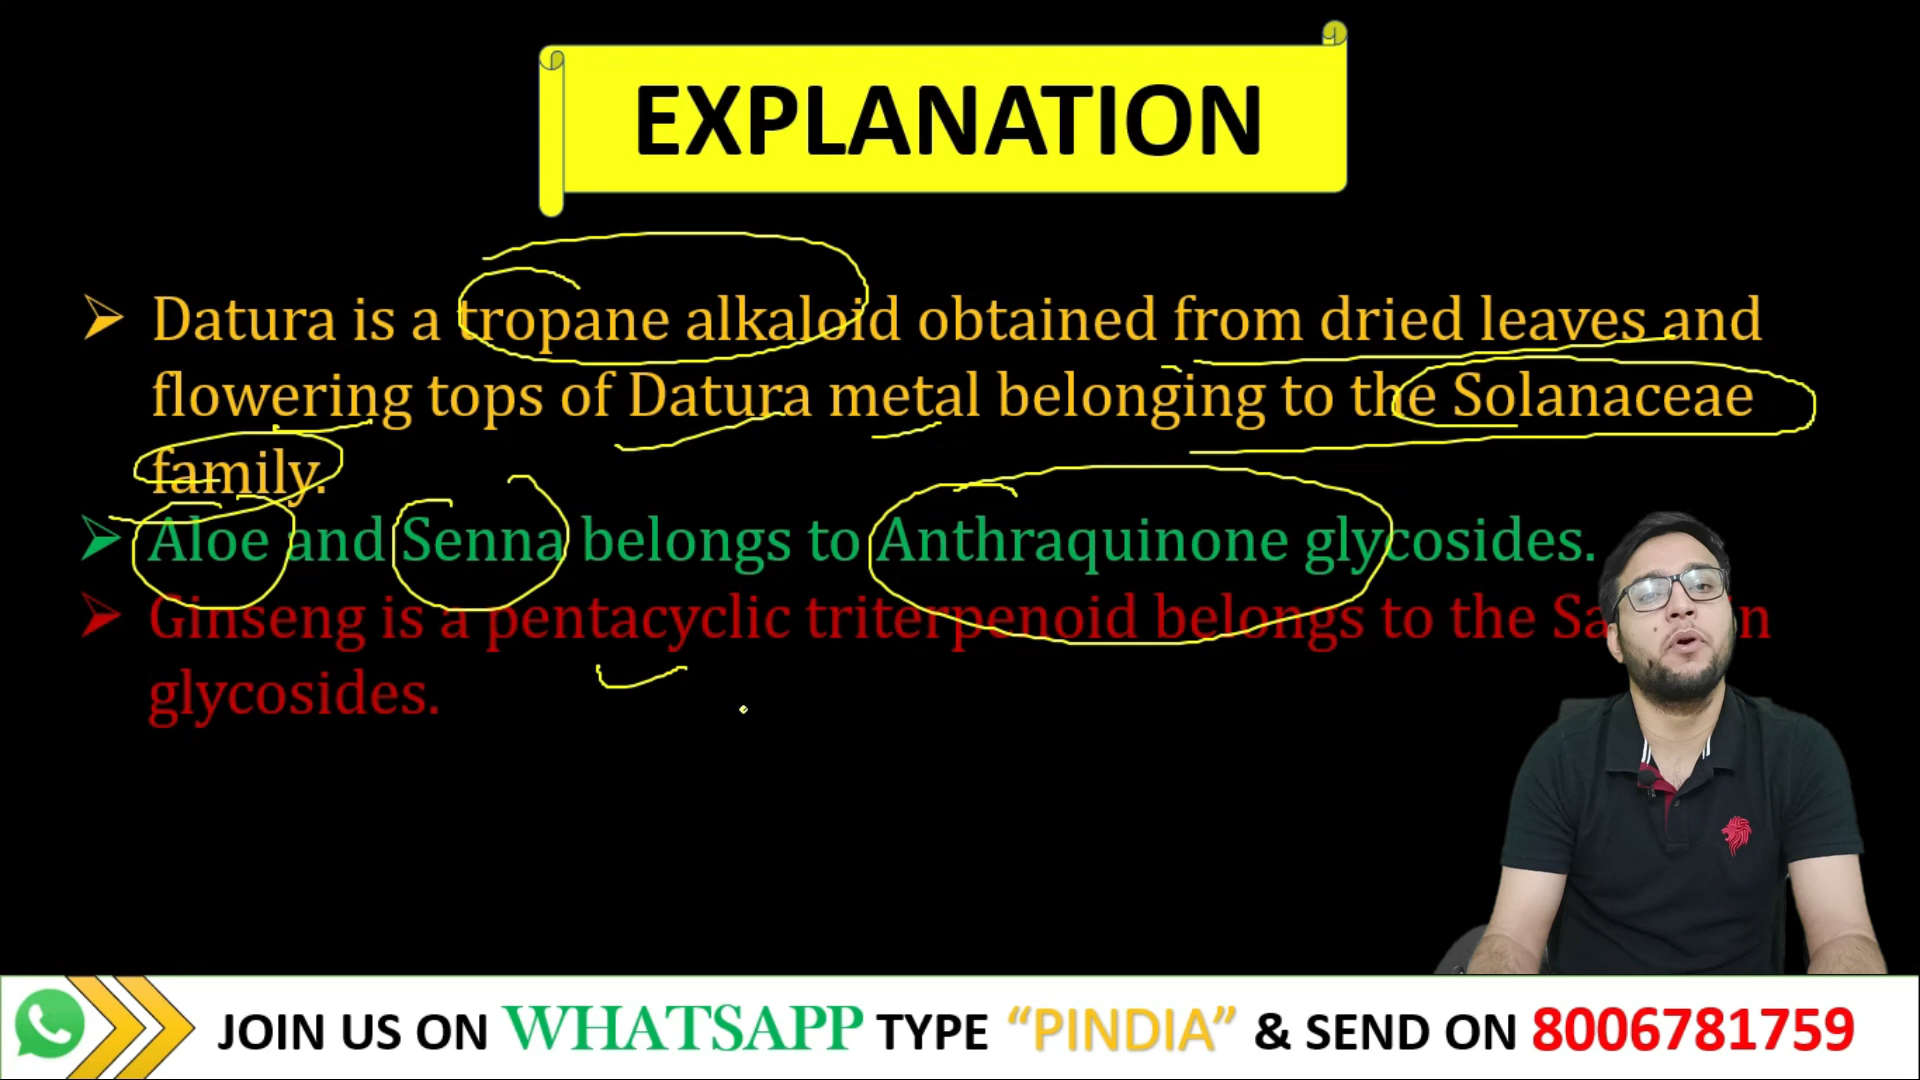 EXPLANATION
Datura is a tropane alkaloid obtained from dried leaves and
flowering tops of Datura metal belonging to the Solanaceae
family.
Aloe and Senna belongs to Anthraquinone glycosides.
Ginseng is a pentacyclic triterpenoid belongs to the
glycosides.
JOIN US ON WHATSAPP TYPE “PINDIA” & SEND ON 8006781759